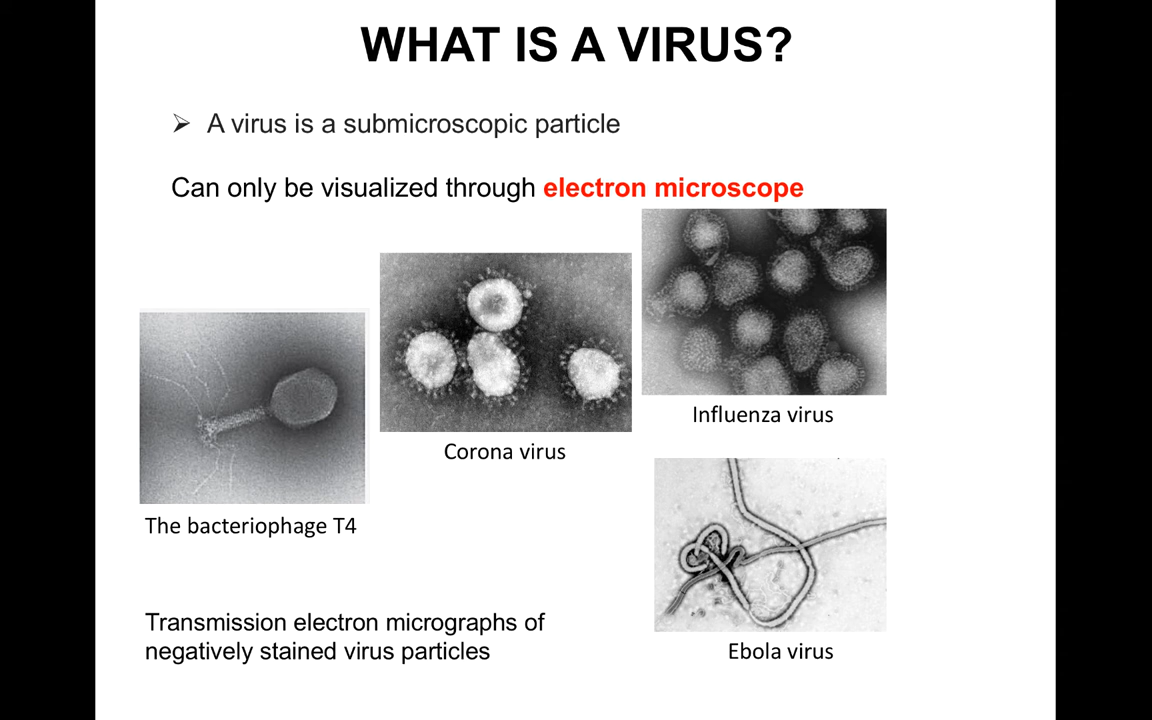 WHAT IS A VIRUS?
➢ A virus is a submicroscopic particle
Can only be visualized through electron microscope
Influenza virus
Corona virus
The bacteriophage T4
Transmission electron micrographs of
negatively stained virus particles
Ebola virus